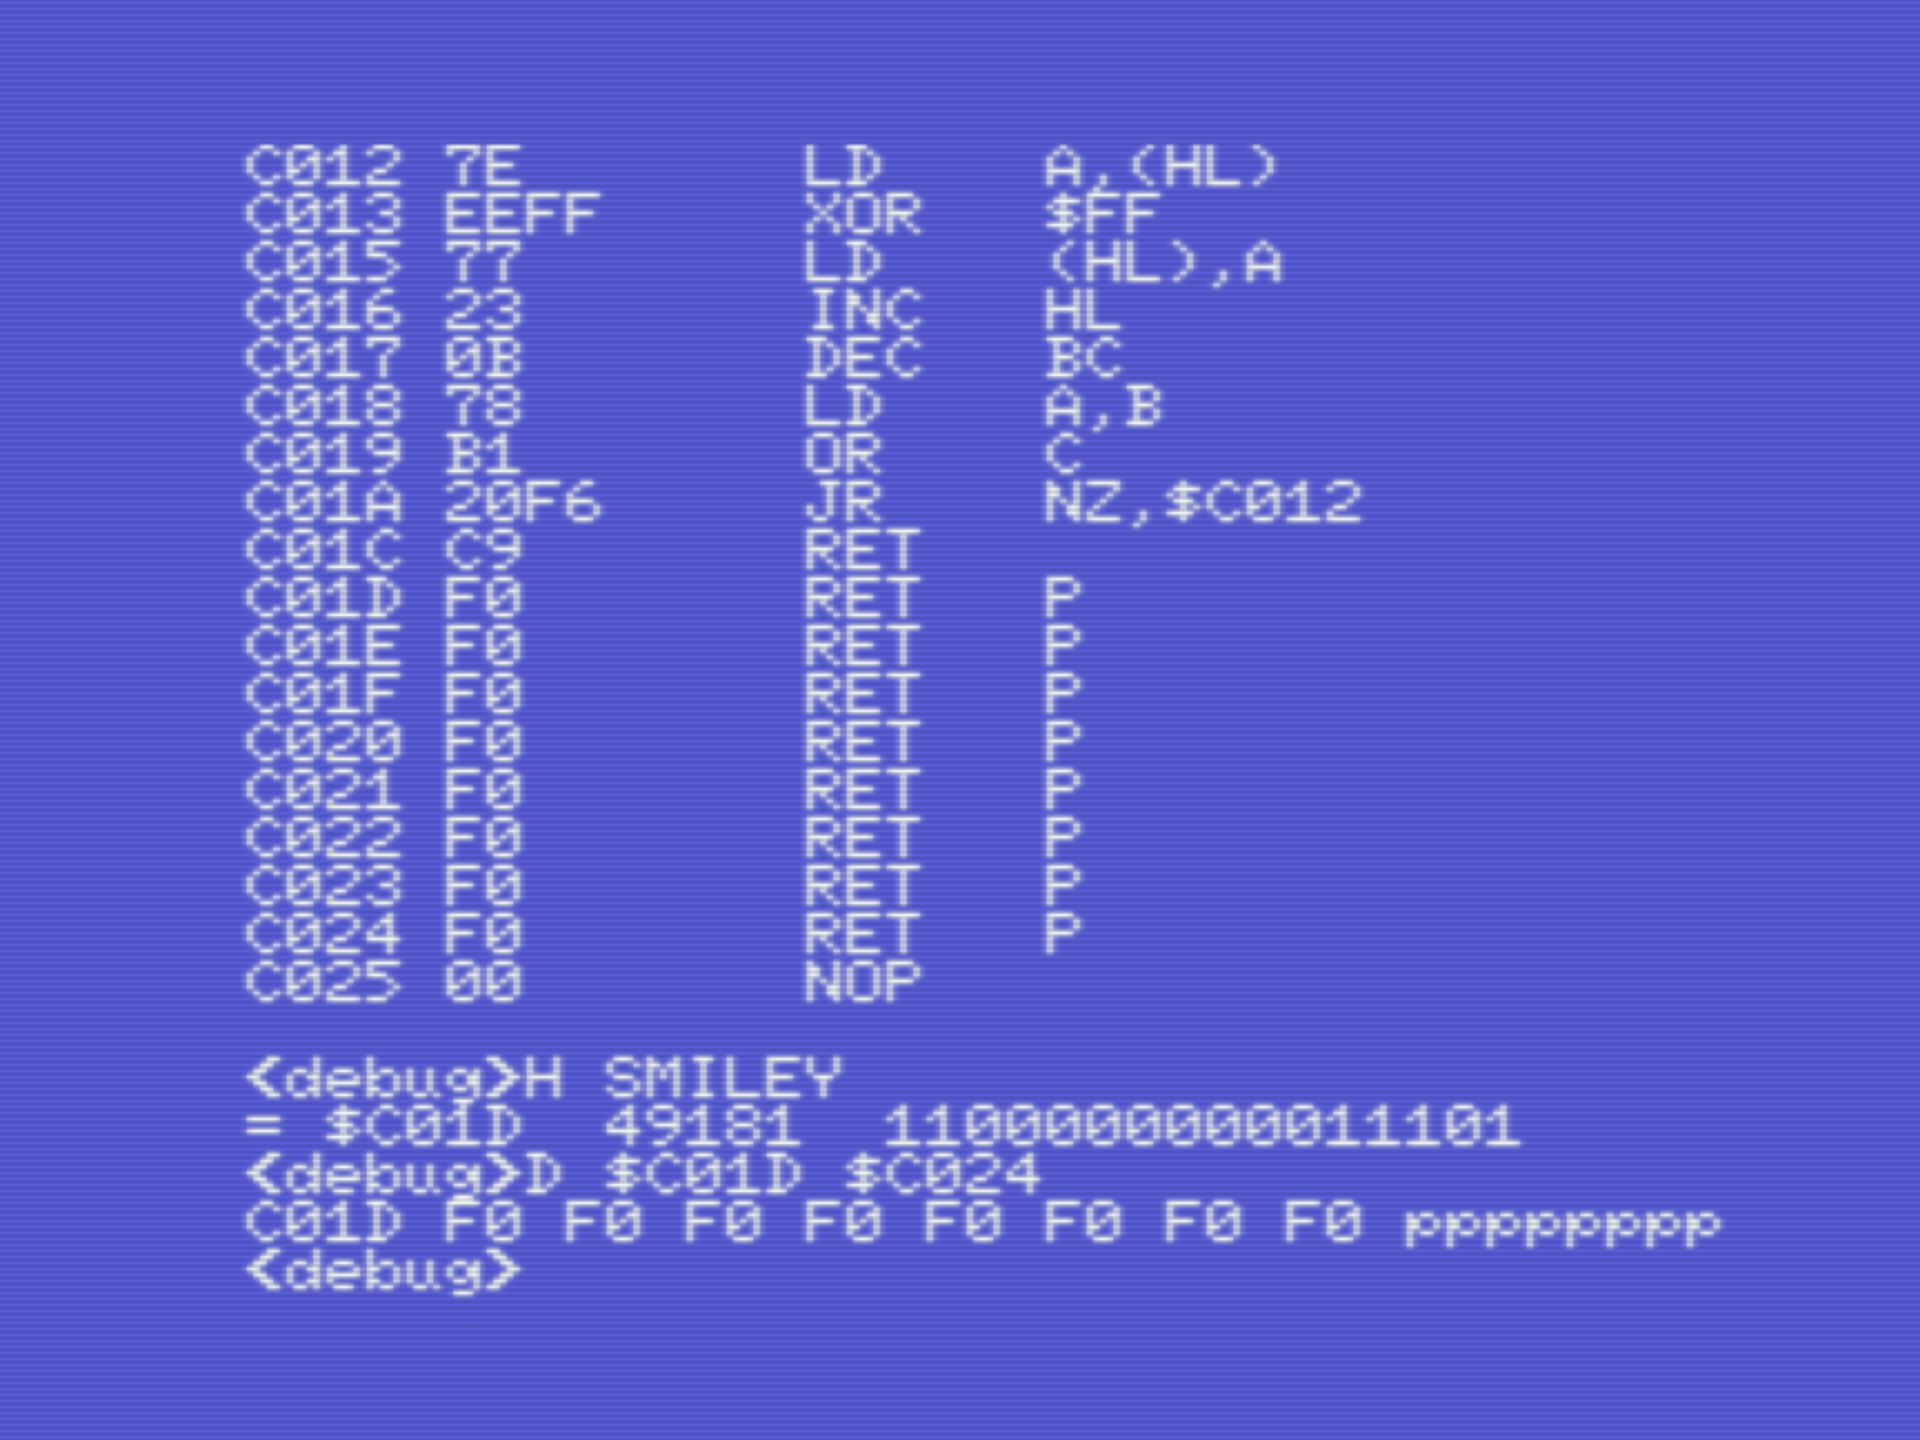 C012 7E       LD    A,(HL)
C013 EEFF     XOR   $FF
C015 77       LD    (HL),A
C016 23       INC   HL
C017 0B       DEC   BC
C018 78       LD    A,B
C019 B1       OR    C
C01A 20F6     JR    NZ,$C012
C01C C9       RET
C01D F0       RET   P
C01E F0       RET   P
C01F F0       RET   P
C020 F0       RET   P
C021 F0       RET   P
C022 F0       RET   P
C023 F0       RET   P
C024 F0       RET   P
C025 00       NOP
<debug>H SMILEY
= $C01D  49181  1100000000011101
<debug>D $C01D $C024
C01D F0 F0 F0 F0 F0 F0 F0 F0 pppppppp
<debug>